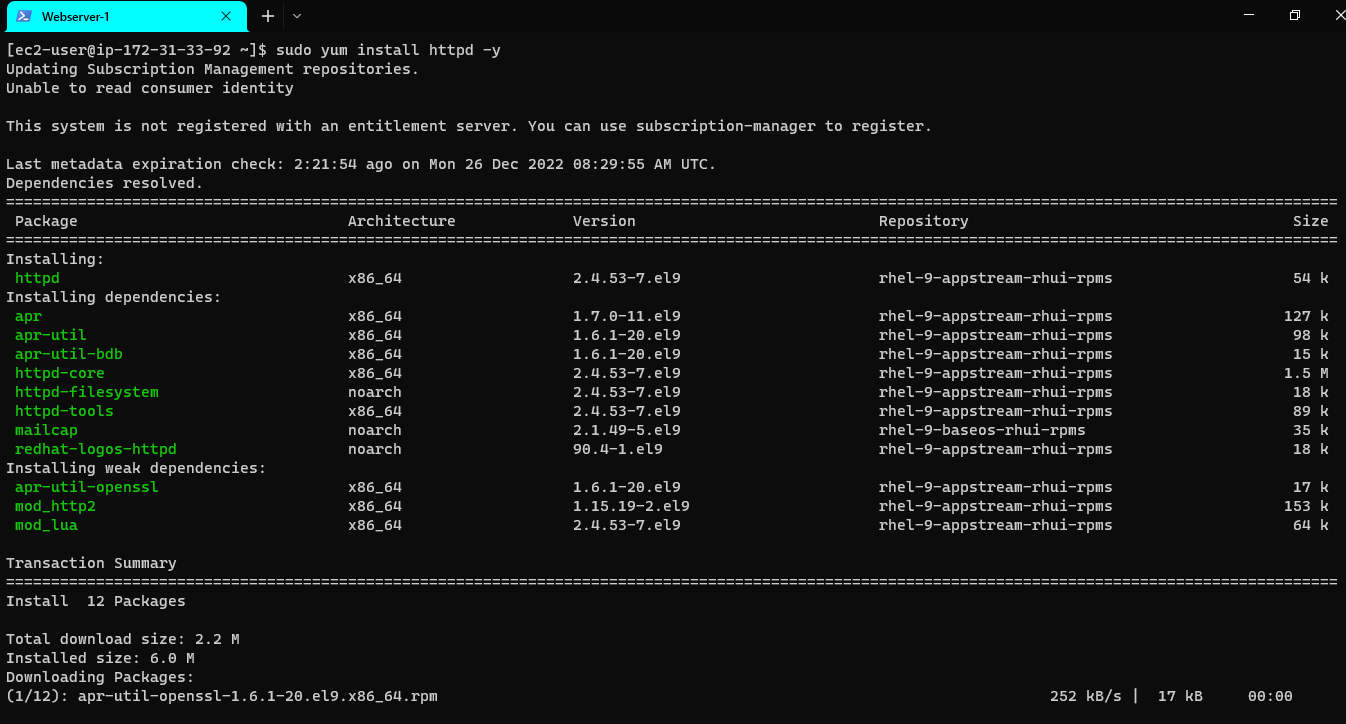 Webserver-1
[ec2-user@ip-172-31-33-92 ~]$ sudo yum install httpd -y
Updating Subscription Management repositories.
Unable to read consumer identity
This system is not registered with an entitlement server. You can use subscription-manager to register.
Last metadata expiration check: 2:21:54 ago on Mon 26 Dec 2022 08:29:55 AM UTC.
Dependencies resolved.
================================================================================
Package Architecture Version Repository Size
================================================================================
Installing:
httpd x86_64 2.4.53-7.el9 rhel-9-appstream-rhui-rpms 54 k
Installing dependencies:
apr x86_64 1.7.0-11.el9 rhel-9-appstream-rhui-rpms 127 k
apr-util x86_64 1.6.1-20.el9 rhel-9-appstream-rhui-rpms 98 k
apr-util-bdb x86_64 1.6.1-20.el9 rhel-9-appstream-rhui-rpms 15 k
httpd-core x86_64 2.4.53-7.el9 rhel-9-appstream-rhui-rpms 1.5 M
httpd-filesystem noarch 2.4.53-7.el9 rhel-9-appstream-rhui-rpms 18 k
httpd-tools x86_64 2.4.53-7.el9 rhel-9-appstream-rhui-rpms 89 k
mailcap noarch 2.1.49-5.el9 rhel-9-baseos-rhui-rpms 35 k
redhat-logos-httpd noarch 90.4-1.el9 rhel-9-appstream-rhui-rpms 18 k
Installing weak dependencies:
apr-util-openssl x86_64 1.6.1-20.el9 rhel-9-appstream-rhui-rpms 17 k
mod_http2 x86_64 1.15.19-2.el9 rhel-9-appstream-rhui-rpms 153 k
mod_lua x86_64 2.4.53-7.el9 rhel-9-appstream-rhui-rpms 64 k
Transaction Summary
================================================================================
Install 12 Packages
Total download size: 2.2 M
Installed size: 6.0 M
Downloading Packages:
(1/12): apr-util-openssl-1.6.1-20.el9.x86_64.rpm 252 kB/s | 17 kB 00:00